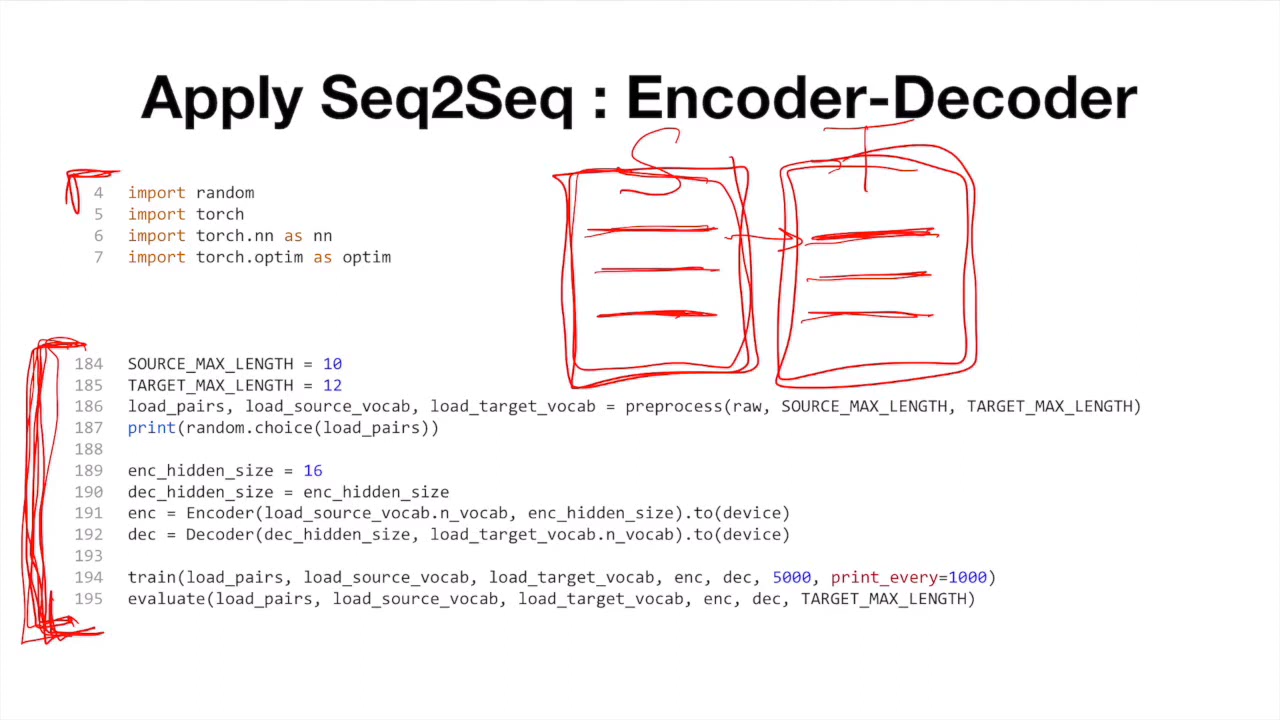 Apply Seq2Seq : Encoder-Decoder
S T
4 import random
5 import torch
6 import torch.nn as nn
7 import torch.optim as optim
184 SOURCE_MAX_LENGTH = 10
185 TARGET_MAX_LENGTH = 12
186 load_pairs, load_source_vocab, load_target_vocab = preprocess(raw, SOURCE_MAX_LENGTH, TARGET_MAX_LENGTH)
187 print(random.choice(load_pairs))
188
189 enc_hidden_size = 16
190 dec_hidden_size = enc_hidden_size
191 enc = Encoder(load_source_vocab.n_vocab, enc_hidden_size).to(device)
192 dec = Decoder(dec_hidden_size, load_target_vocab.n_vocab).to(device)
193
194 train(load_pairs, load_source_vocab, load_target_vocab, enc, dec, 5000, print_every=1000)
195 evaluate(load_pairs, load_source_vocab, load_target_vocab, enc, dec, TARGET_MAX_LENGTH)